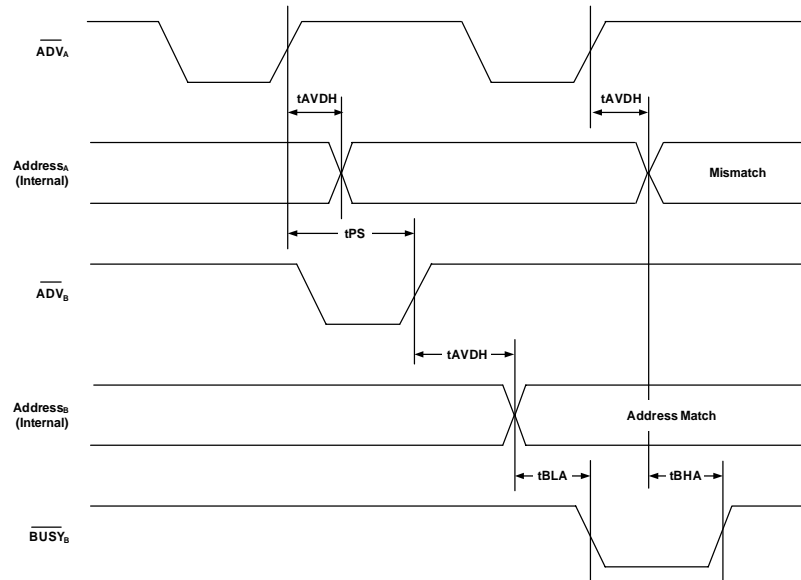 ADVA
tAVDH
tAVDH
AddressA
(Internal)
Mismatch
tPS
ADVB
tAVDH
AddressB
(Internal)
Address Match
tBLA
tBHA
BUSYB